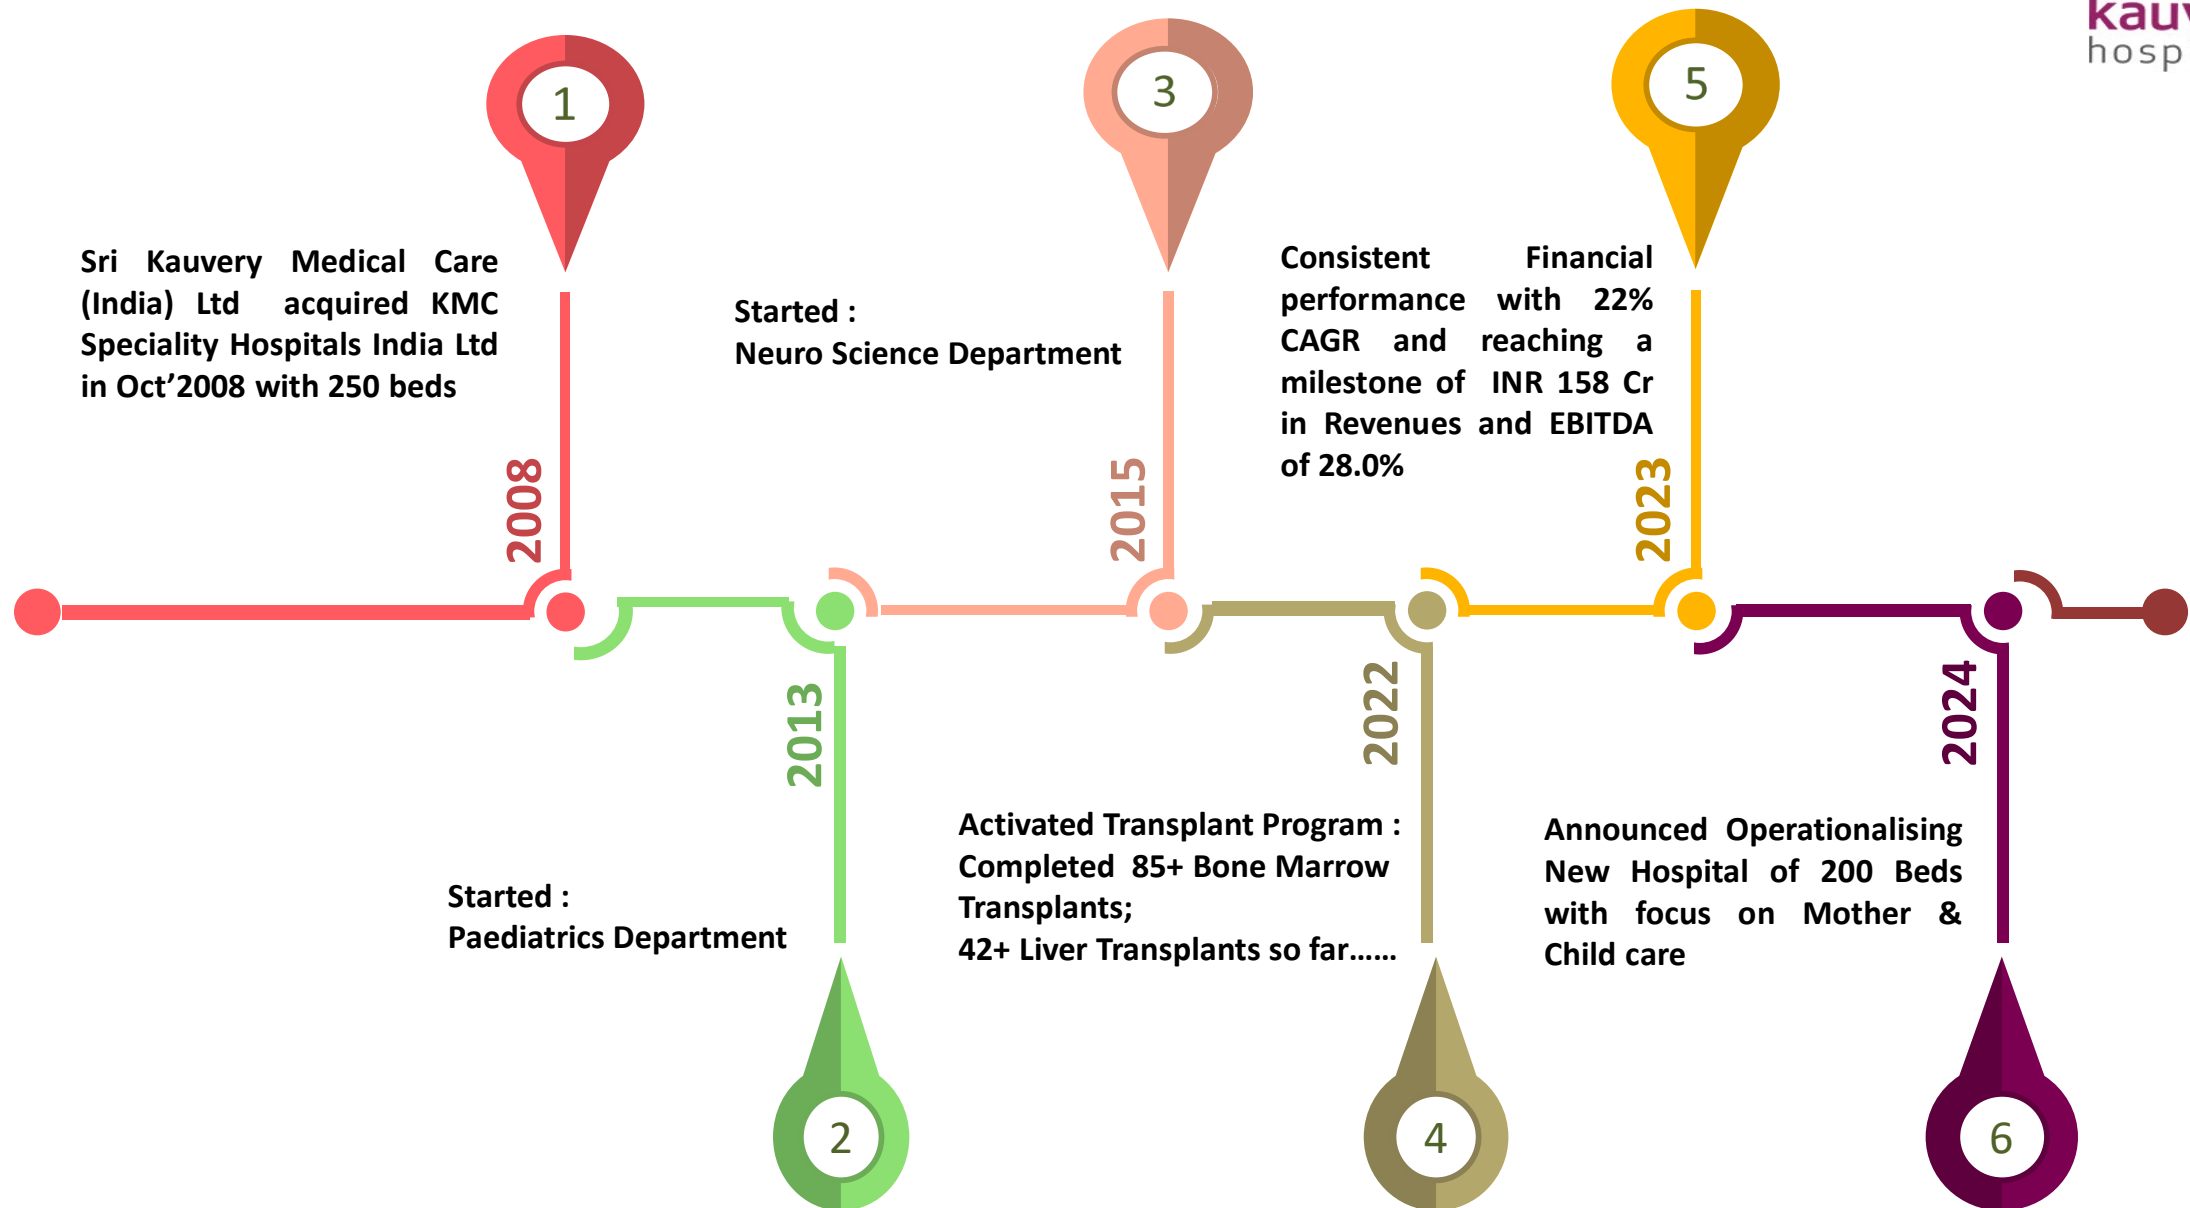 kauv
hosp
1
3
5
Sri Kauvery Medical Care
(India) Ltd acquired KMC
Speciality Hospitals India Ltd
in Oct’2008 with 250 beds
2008
Started :
Neuro Science Department
2015
Consistent Financial
performance with 22%
CAGR and reaching a
milestone of INR 158 Cr
in Revenues and EBITDA
of 28.0%
2023
2013
Started :
Paediatrics Department
2022
Activated Transplant Program :
Completed 85+ Bone Marrow
Transplants;
42+ Liver Transplants so far......
2024
Announced Operationalising
New Hospital of 200 Beds
with focus on Mother &
Child care
2
4
6